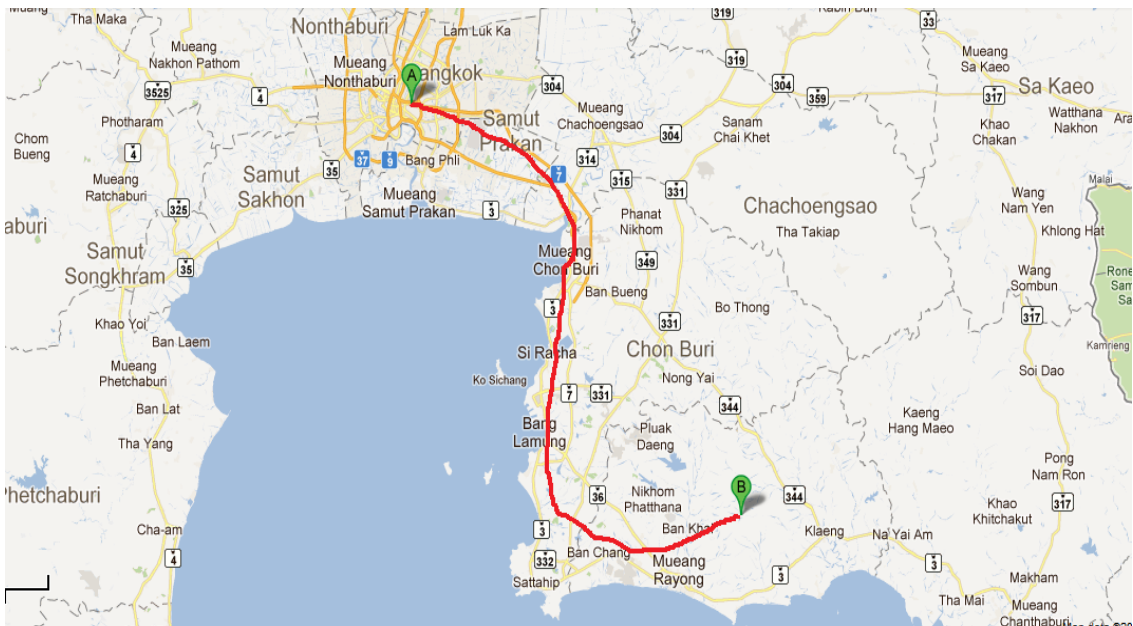 Tha Maka
Nonthaburi
Lam Luk Ka
319
Kabin Buri
33
Mueang
Nakhon Pathom
Mueang
Nonthaburi
A
Bangkok
304
319
Mueang
Sa Kaeo
3525
4
304
359
317
Sa Kaeo
Photharam
Samut
Prakan
Mueang
Chachoengsao
304
Sanam
Chai Khet
Watthana
Nakhon
Chom
Bueng
4
37
9
Bang Phli
7
314
Khao
Chakan
Mueang
Ratchaburi
Samut
Sakhon
35
315
331
Malai
325
Mueang
Samut Prakan
3
Phanat
Nikhom
Chachoengsao
Tha Takiap
Wang
Nam Yen
Khlong Hat
aburi
Samut
Songkhram
35
Mueang
Chon Buri
349
Wang
Sombun
Ban Bueng
Bo Thong
317
Khao Yoi
Ban Laem
3
331
Kamrieng
Mueang
Phetchaburi
Si Racha
Chon Buri
Soi Dao
Ko Sichang
Nong Yai
7
331
344
Ban Lat
Tha Yang
Bang
Lamung
Pluak
Daeng
Kaeng
Hang Maeo
Phetchaburi
36
Nikhom
Phatthana
B
344
Pong
Nam Ron
317
Cha-am
4
3
Ban Khai
Klaeng
Na Yai Am
Khao
Khitchakut
332
Ban Chang
Mueang
Rayong
3
3
Sattahip
Makham
Tha Mai
Mueang
Chanthaburi